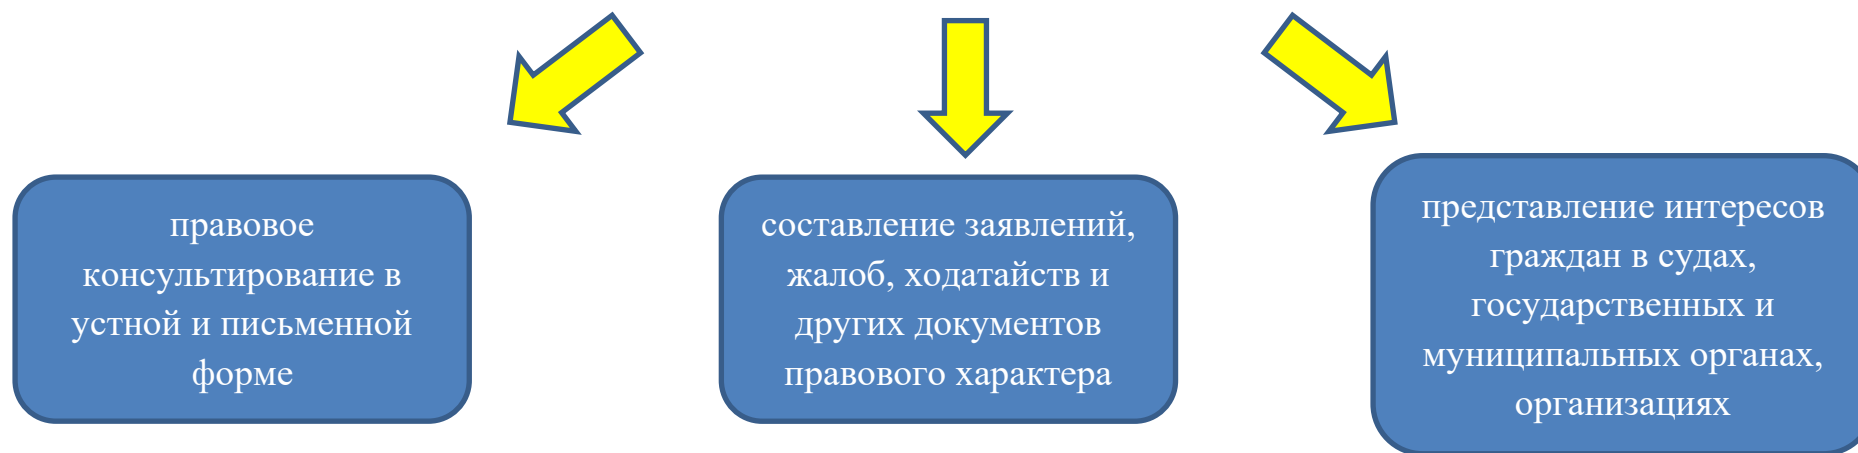 правовое
консультирование в
устной и письменной
форме
составление заявлений,
жалоб, ходатайств и
других документов
правового характера
представление интересов
граждан в судах,
государственных и
муниципальных органах,
организациях